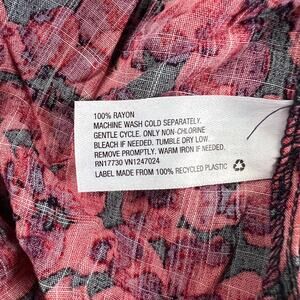 100% RAYON
MACHINE WASH COLD SEPARATELY.
GENTLE CYCLE. ONLY NON-CHLORINE
BLEACH IF NEEDED. TUMBLE DRY LOW.
REMOVE PROMPTLY. WARM IRON IF NEEDED.
RN17730 VN1247024
LABEL MADE FROM 100% RECYCLED PLASTIC